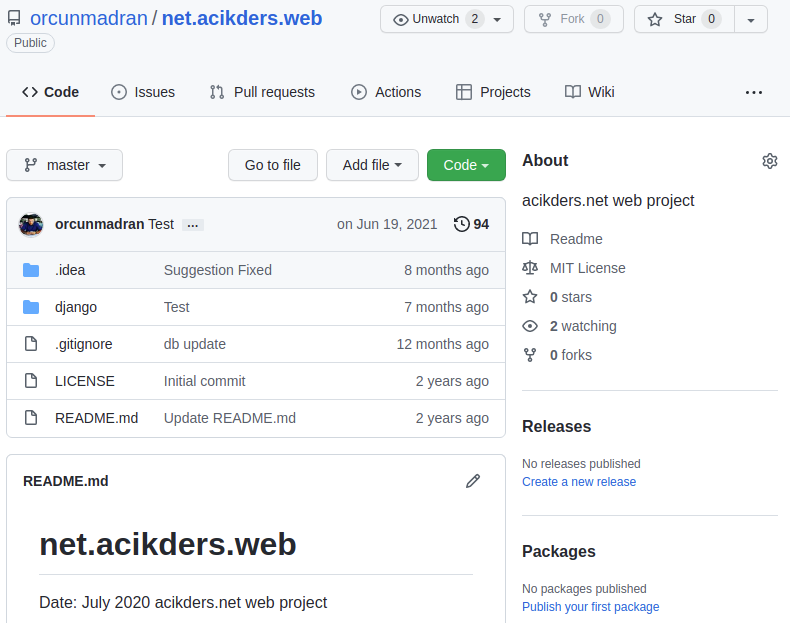 orcunmadran / net.acikders.web
Unwatch 2
Fork 0
Star 0
Public
Code
Issues
Pull requests
Actions
Projects
Wiki
...
master
Go to file
Add file
Code
orcunmadran Test ...
on Jun 19, 2021
94
.idea Suggestion Fixed 8 months ago
django Test 7 months ago
.gitignore db update 12 months ago
LICENSE Initial commit 2 years ago
README.md Update README.md 2 years ago
README.md
net.acikders.web
Date: July 2020 acikders.net web project
About
acikders.net web project
Readme
MIT License
0 stars
2 watching
0 forks
Releases
No releases published
Create a new release
Packages
No packages published
Publish your first package